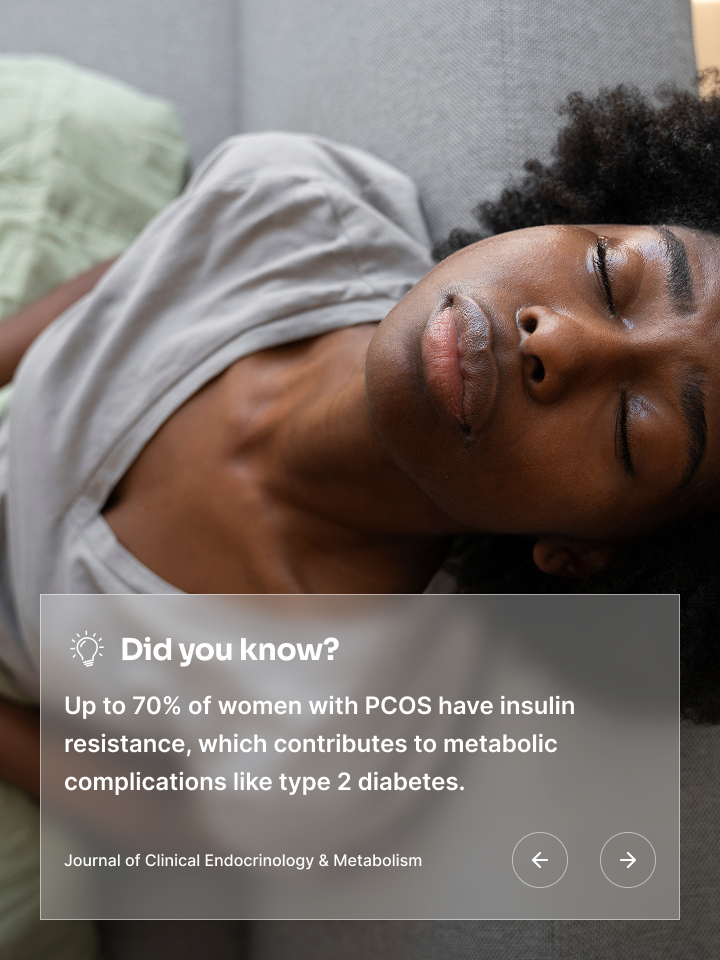 Did you know?
Up to 70% of women with PCOS have insulin
resistance, which contributes to metabolic
complications like type 2 diabetes.
Journal of Clinical Endocrinology & Metabolism